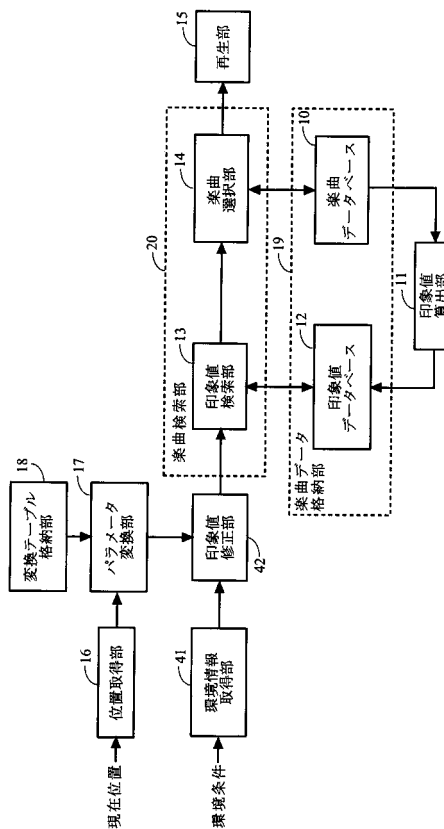 現在位置
16
位置取得部
18
変換テーブル
格納部
17
パラメータ
変換部
環境条件
41
環境情報
取得部
印象値
修正部
42
20
楽曲検索部
13
印象値
検索部
14
楽曲
選択部
15
再生部
19
楽曲データ
格納部
12
印象値
データベース
10
楽曲
データベース
11
印象値
算出部